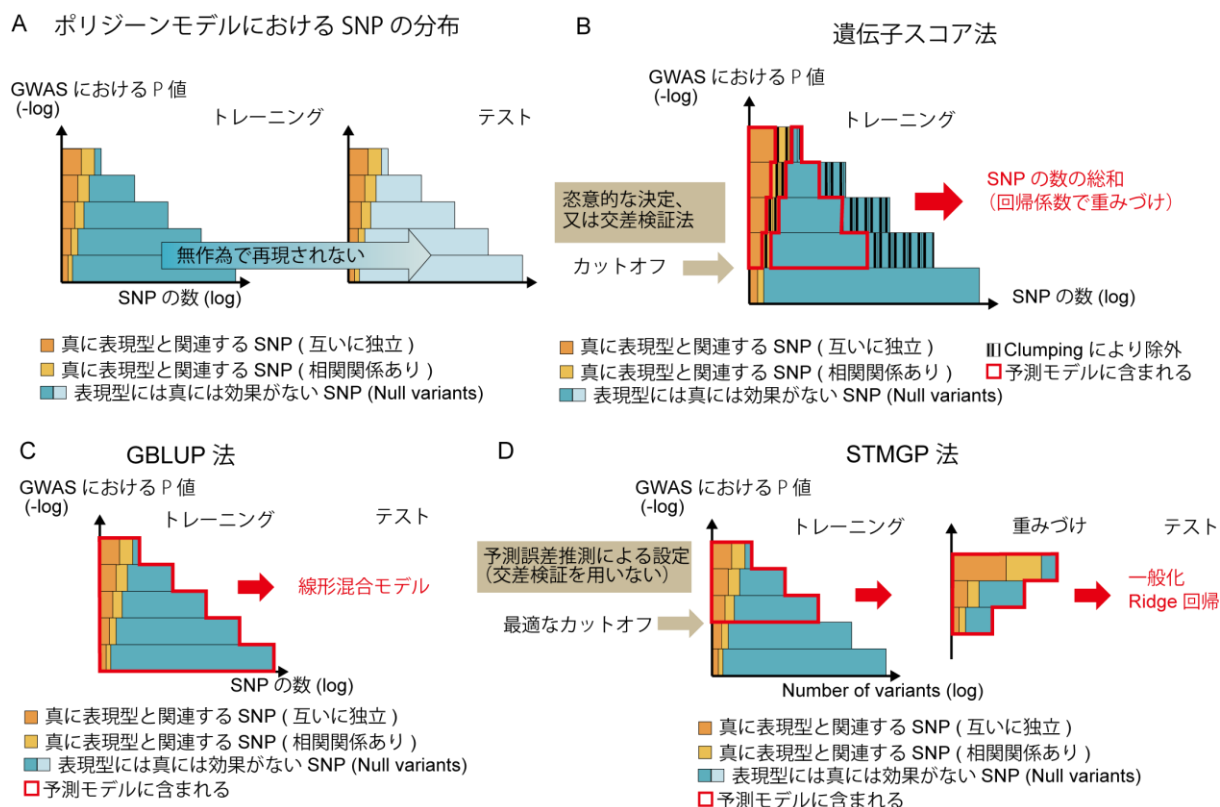 A ポリジーンモデルにおける SNP の分布
GWAS における P 値
(-log)
トレーニング
テスト
無作為で再現されない
SNP の数 (log)
真に表現型と関連する SNP ( 互いに独立 )
真に表現型と関連する SNP ( 相関関係あり )
表現型には真には効果がない SNP (Null variants)
B 遺伝子スコア法
GWAS における P 値
(-log)
トレーニング
恣意的な決定、
又は交差検証法
カットオフ
SNP の数の総和
（回帰係数で重みづけ）
SNP の数 (log)
真に表現型と関連する SNP ( 互いに独立 )
真に表現型と関連する SNP ( 相関関係あり )
表現型には真には効果がない SNP (Null variants)
Clumping により除外
予測モデルに含まれる
C GBLUP 法
GWAS における P 値
(-log)
トレーニング
テスト
線形混合モデル
SNP の数 (log)
真に表現型と関連する SNP ( 互いに独立 )
真に表現型と関連する SNP ( 相関関係あり )
表現型には真には効果がない SNP (Null variants)
予測モデルに含まれる
D STMGP 法
GWAS における P 値
(-log)
トレーニング
重みづけ
テスト
予測誤差推測による設定
（交差検証を用いない）
最適なカットオフ
一般化
Ridge 回帰
Number of variants (log)
真に表現型と関連する SNP ( 互いに独立 )
真に表現型と関連する SNP ( 相関関係あり )
表現型には真には効果がない SNP (Null variants)
予測モデルに含まれる